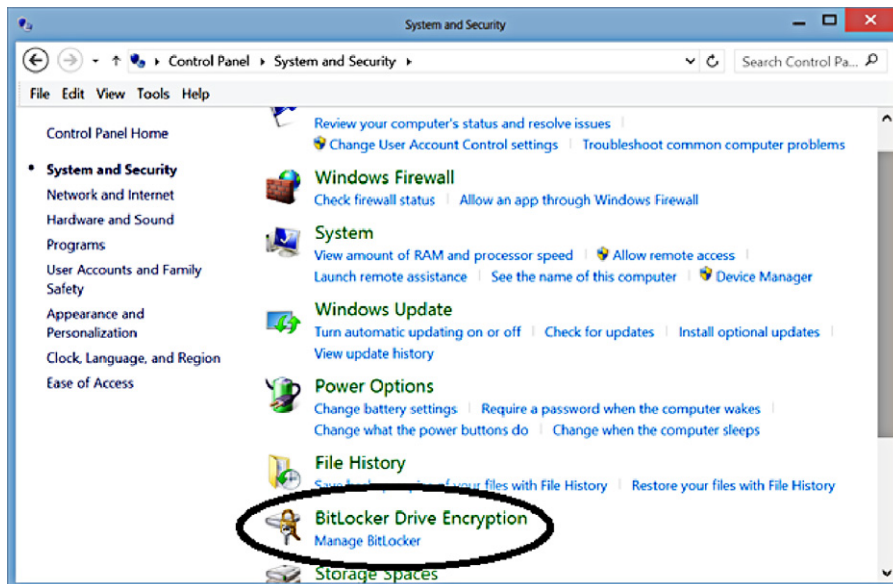 System and Security
Control Panel System and Security
Search Control Pa...
File Edit View Tools Help
Control Panel Home
System and Security
Network and Internet
Hardware and Sound
Programs
User Accounts and Family
Safety
Appearance and
Personalization
Clock, Language, and Region
Ease of Access
Review your computer's status and resolve issues
Change User Account Control settings Troubleshoot common computer problems
Windows Firewall
Check firewall status Allow an app through Windows Firewall
System
View amount of RAM and processor speed Allow remote access
Launch remote assistance See the name of this computer Device Manager
Windows Update
Turn automatic updating on or off Check for updates Install optional updates
View update history
Power Options
Change battery settings Require a password when the computer wakes
Change what the power buttons do Change when the computer sleeps
File History
Save backup copies of your files with File History Restore your files with File History
BitLocker Drive Encryption
Manage BitLocker
Storage Spaces